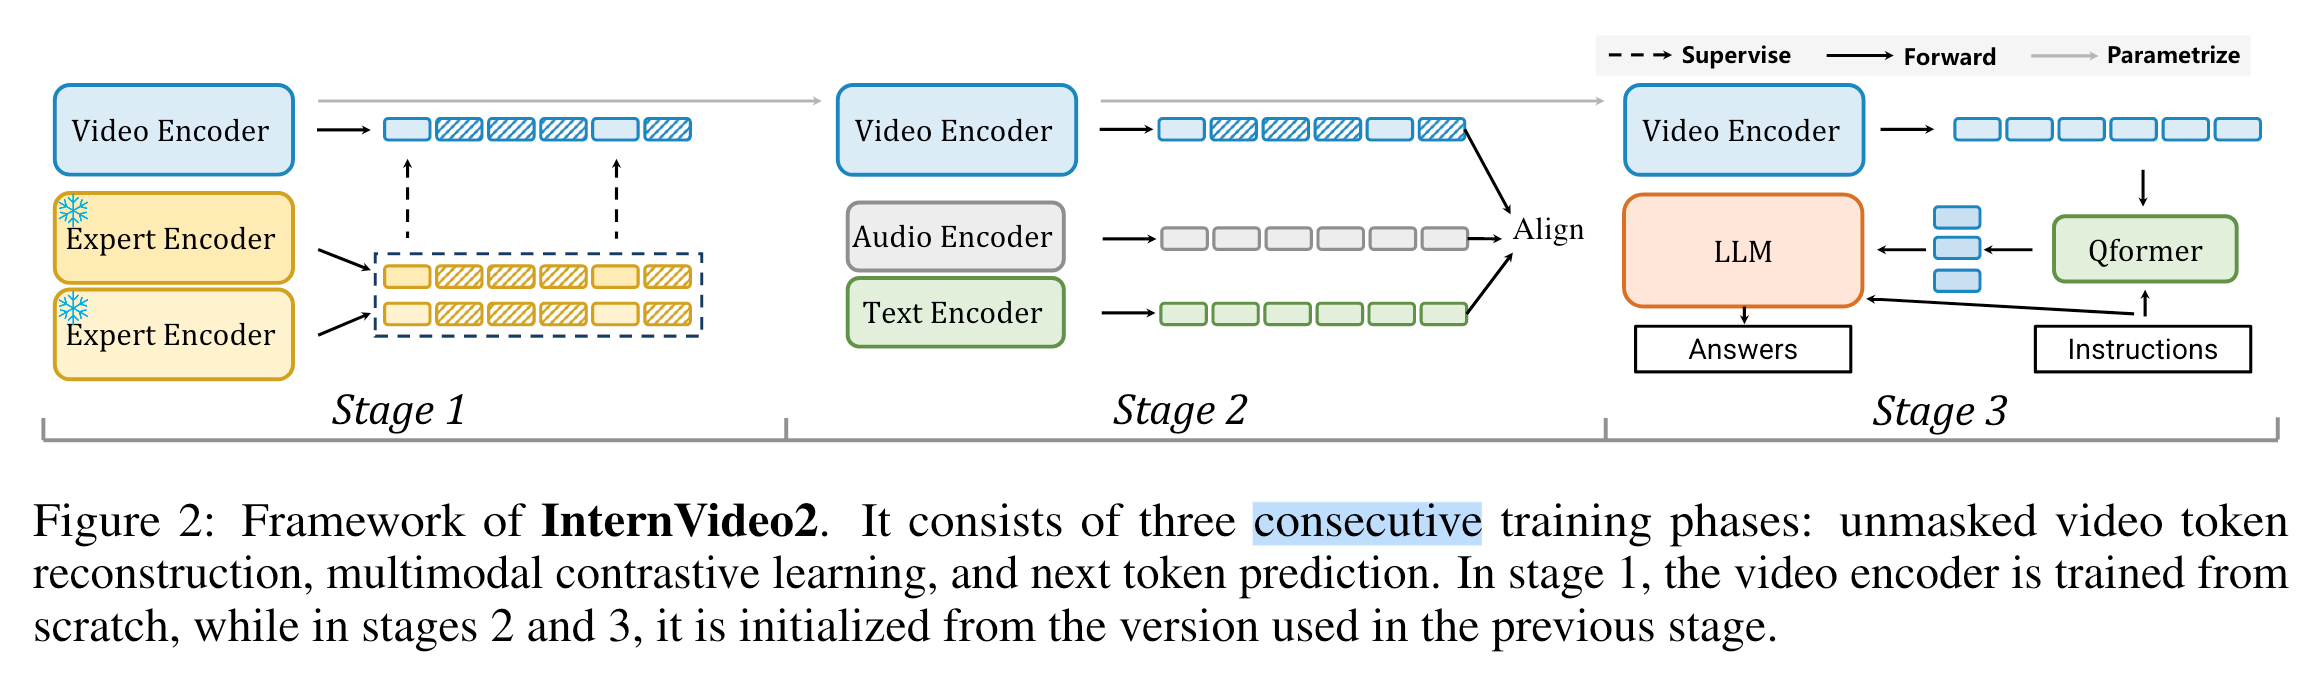 Supervise Forward Parametrize
Video Encoder
Expert Encoder
Expert Encoder
Stage 1
Video Encoder
Audio Encoder
Text Encoder
Align
Stage 2
Video Encoder
LLM
Qformer
Answers
Instructions
Stage 3
Figure 2: Framework of InternVideo2. It consists of three consecutive training phases: unmasked video token
reconstruction, multimodal contrastive learning, and next token prediction. In stage 1, the video encoder is trained from
scratch, while in stages 2 and 3, it is initialized from the version used in the previous stage.